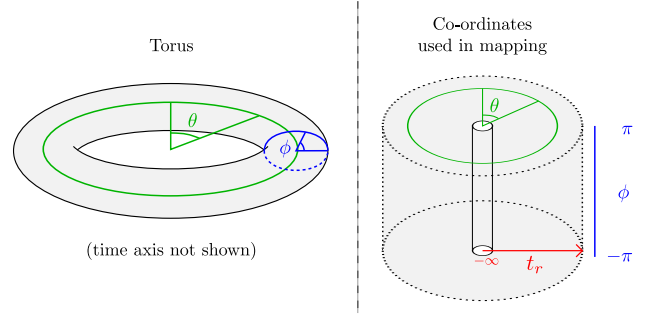 Torus
θ
ϕ
(time axis not shown)
Co-ordinates
used in mapping
θ
π
ϕ
-π
-∞
t_r